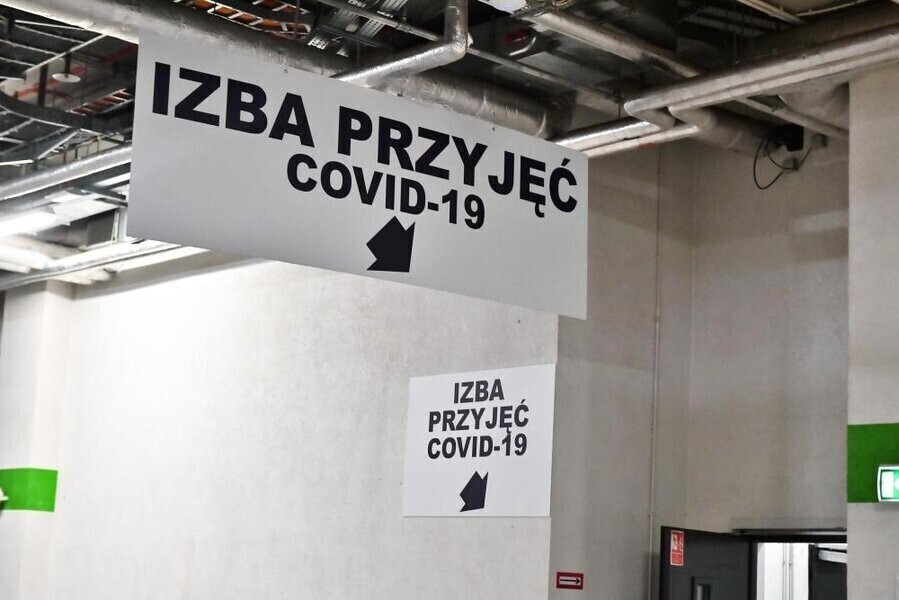 IZBA PRZYJĘĆ
COVID-19
IZBA
PRZYJĘĆ
COVID-19